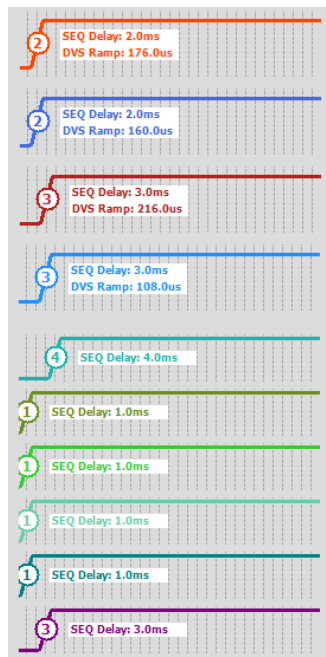 2 SEQ Delay: 2.0ms
DVS Ramp: 176.0us
2 SEQ Delay: 2.0ms
DVS Ramp: 160.0us
3 SEQ Delay: 3.0ms
DVS Ramp: 216.0us
3 SEQ Delay: 3.0ms
DVS Ramp: 108.0us
4 SEQ Delay: 4.0ms
1 SEQ Delay: 1.0ms
1 SEQ Delay: 1.0ms
1 SEQ Delay: 1.0ms
1 SEQ Delay: 1.0ms
3 SEQ Delay: 3.0ms